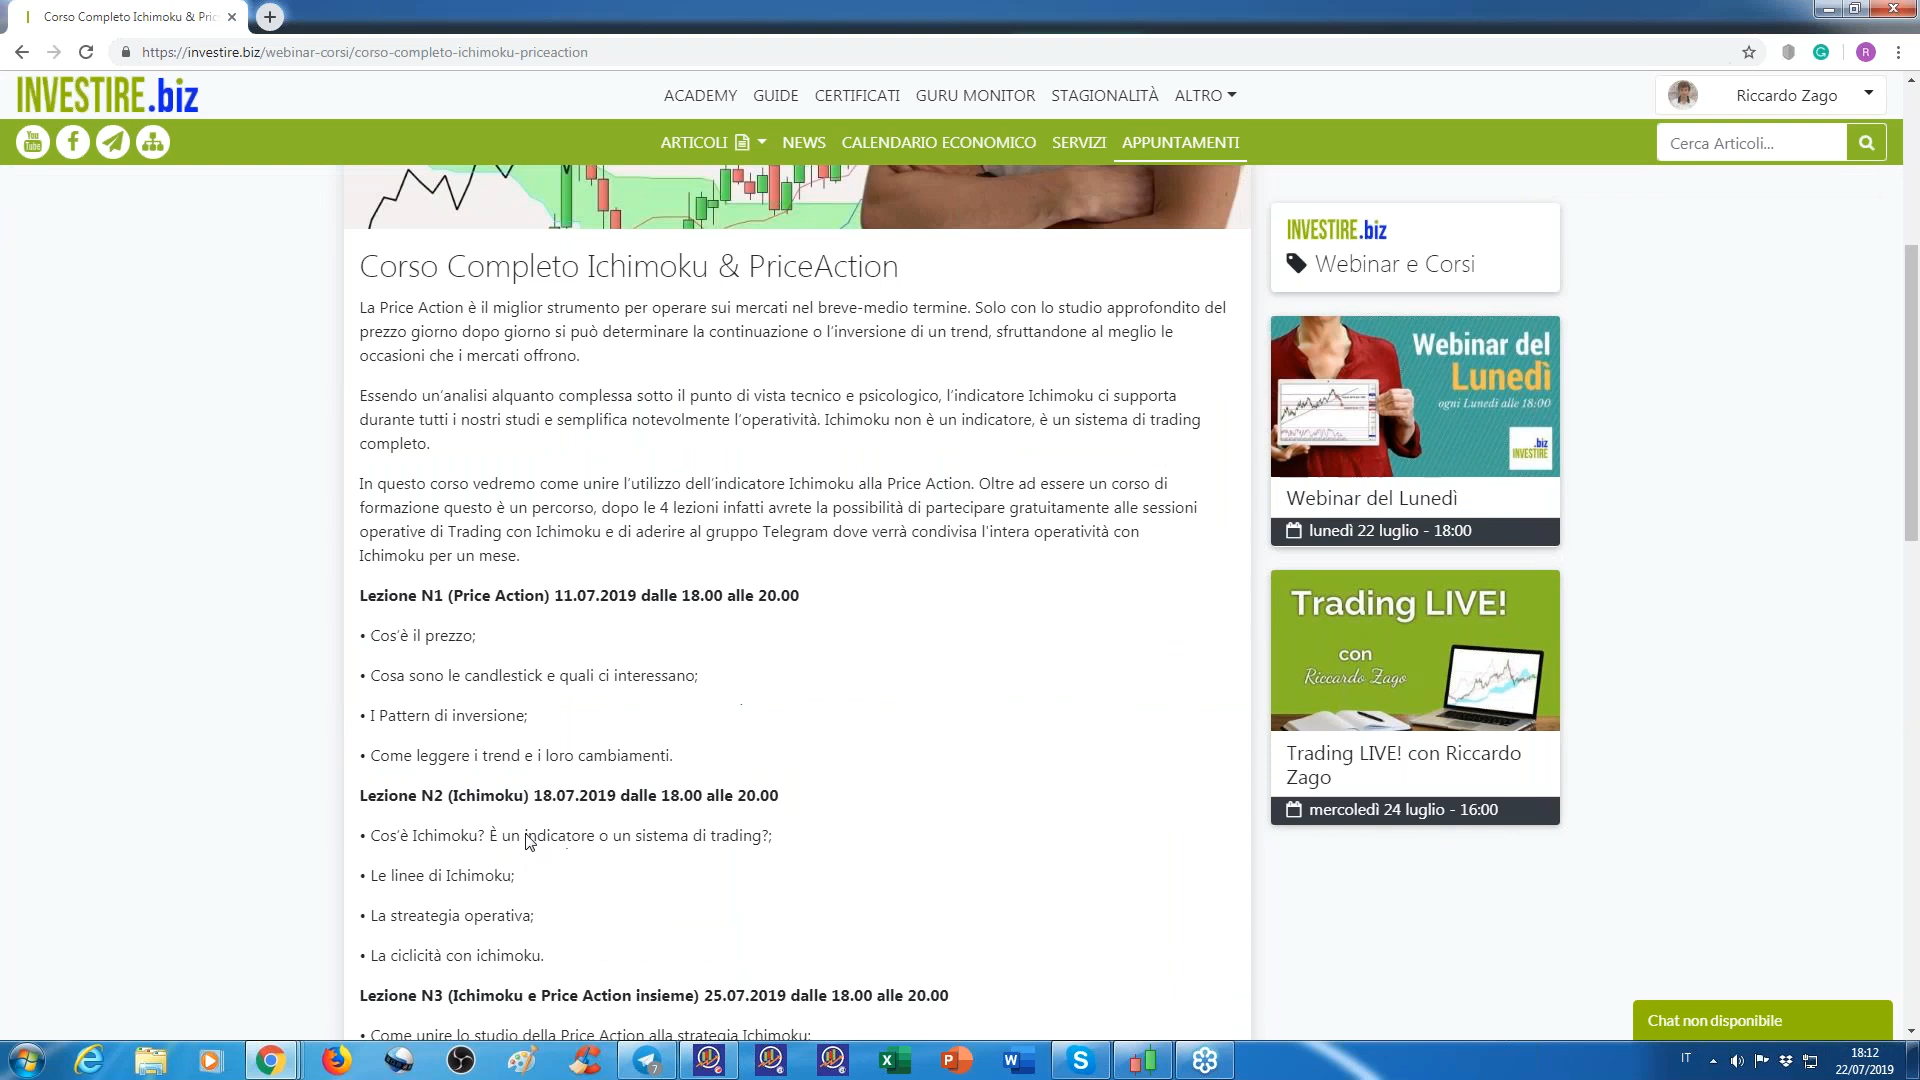 Corso Completo Ichimoku & Pric
https://investire.biz/webinar-corsi/corso-completo-ichimoku-priceaction
R
INVESTIRE.biz
ACADEMY GUIDE CERTIFICATI GURU MONITOR STAGIONALITÀ ALTRO
Riccardo Zago
You Tube
ARTICOLI NEWS CALENDARIO ECONOMICO SERVIZI APPUNTAMENTI
Cerca Articoli...
Corso Completo Ichimoku & PriceAction
La Price Action è il miglior strumento per operare sui mercati nel breve-medio termine. Solo con lo studio approfondito del
prezzo giorno dopo giorno si può determinare la continuazione o l’inversione di un trend, sfruttandone al meglio le
occasioni che i mercati offrono.
Essendo un’analisi alquanto complessa sotto il punto di vista tecnico e psicologico, l’indicatore Ichimoku ci supporta
durante tutti i nostri studi e semplifica notevolmente l’operatività. Ichimoku non è un indicatore, è un sistema di trading
completo.
In questo corso vedremo come unire l’utilizzo dell’indicatore Ichimoku alla Price Action. Oltre ad essere un corso di
formazione questo è un percorso, dopo le 4 lezioni infatti avrete la possibilità di partecipare gratuitamente alle sessioni
operative di Trading con Ichimoku e di aderire al gruppo Telegram dove verrà condivisa l'intera operatività con
Ichimoku per un mese.
Lezione N1 (Price Action) 11.07.2019 dalle 18.00 alle 20.00
• Cos’è il prezzo;
• Cosa sono le candlestick e quali ci interessano;
• I Pattern di inversione;
• Come leggere i trend e i loro cambiamenti.
Lezione N2 (Ichimoku) 18.07.2019 dalle 18.00 alle 20.00
• Cos’è Ichimoku? È un indicatore o un sistema di trading?;
• Le linee di Ichimoku;
• La streategia operativa;
• La ciclicità con ichimoku.
Lezione N3 (Ichimoku e Price Action insieme) 25.07.2019 dalle 18.00 alle 20.00
• Come unire lo studio della Price Action alla strategia Ichimoku;
INVESTIRE.biz
Webinar e Corsi
Webinar del
Lunedì
ogni Lunedì alle 18:00
.biz
INVESTIRE
Webinar del Lunedì
lunedì 22 luglio - 18:00
Trading LIVE!
con
Riccardo Zago
Trading LIVE! con Riccardo
Zago
mercoledì 24 luglio - 16:00
Chat non disponibile
7
IT
18:12
22/07/2019